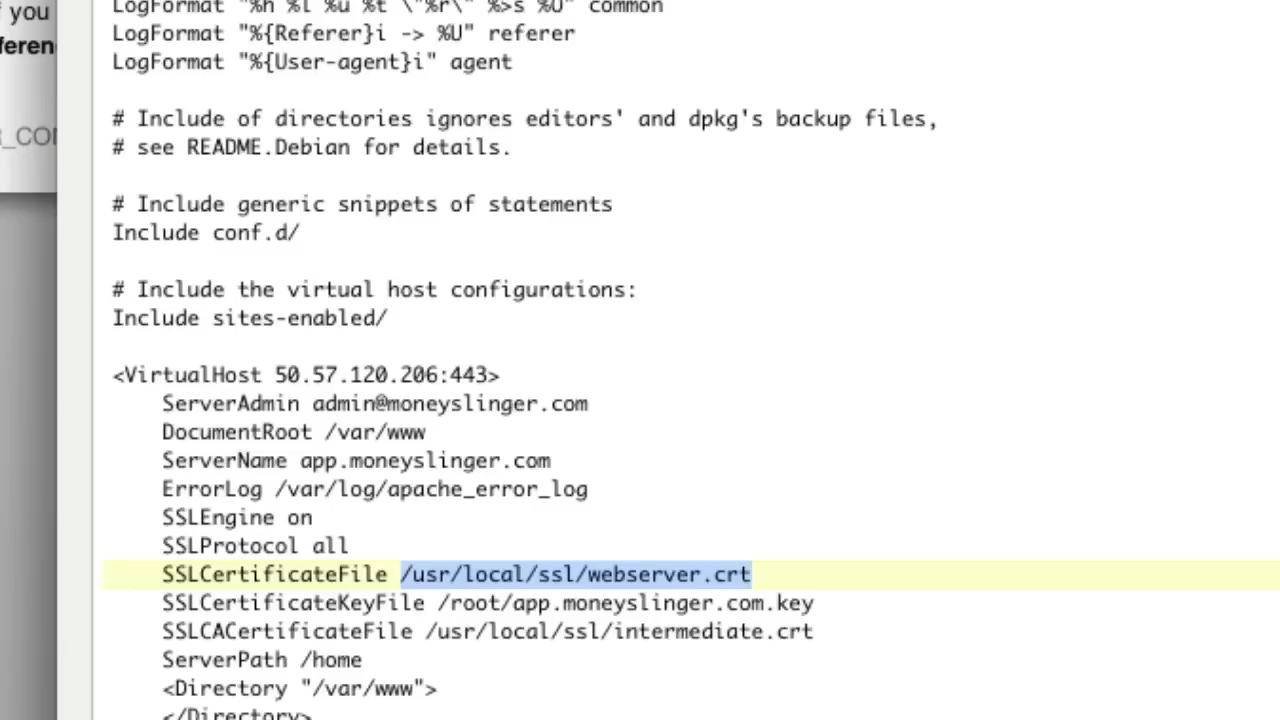 f you
LogFormat "%h %l %u %t \"%r\" %>s %O" common
LogFormat "%{Referer}i -> %U" referer
LogFormat "%{User-agent}i" agent
# Include of directories ignores editors' and dpkg's backup files,
# see README.Debian for details.
# Include generic snippets of statements
Include conf.d/
# Include the virtual host configurations:
Include sites-enabled/
<VirtualHost 50.57.120.206:443>
ServerAdmin admin@moneyslinger.com
DocumentRoot /var/www
ServerName app.moneyslinger.com
ErrorLog /var/log/apache_error_log
SSLEngine on
SSLProtocol all
SSLCertificateFile /usr/local/ssl/webserver.crt
SSLCertificateKeyFile /root/app.moneyslinger.com.key
SSLCACertificateFile /usr/local/ssl/intermediate.crt
ServerPath /home
<Directory "/var/www">
</Directory>